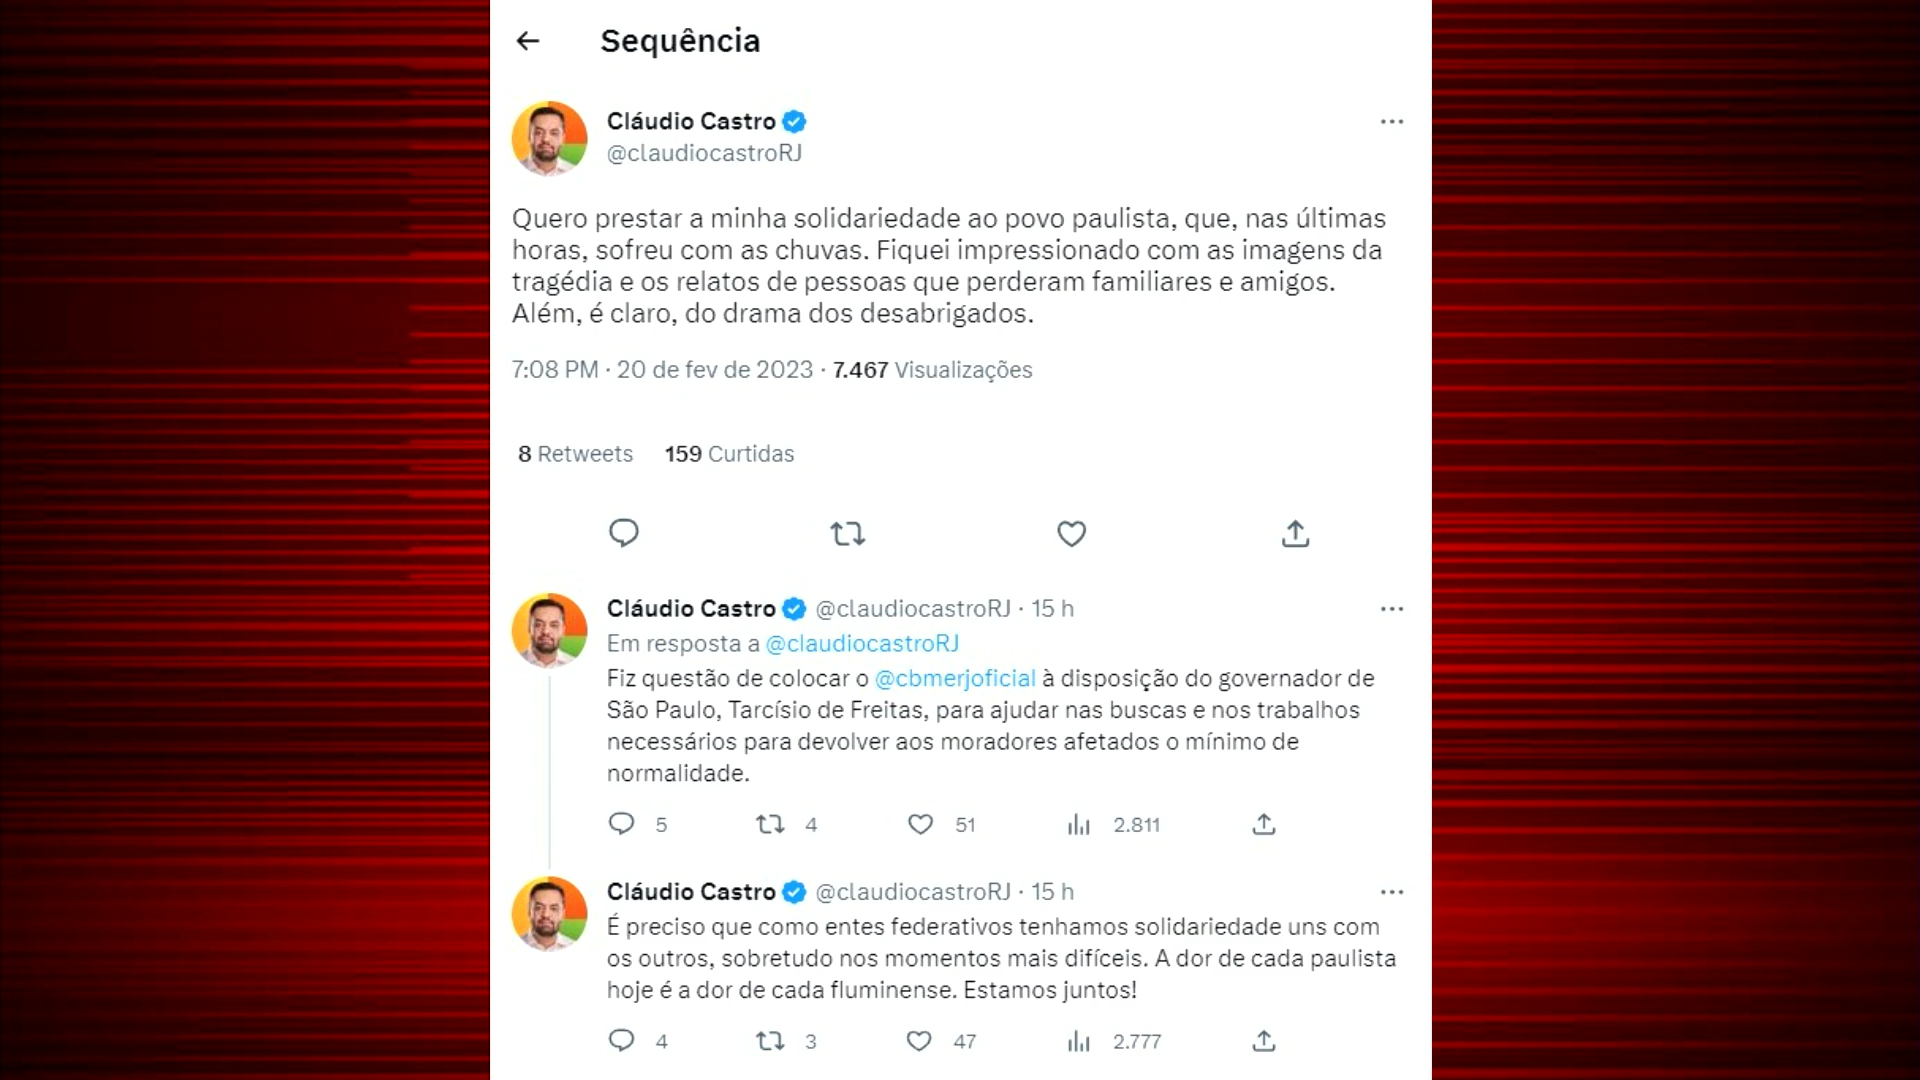 Sequência
Cláudio Castro
@claudiocastroRJ
Quero prestar a minha solidariedade ao povo paulista, que, nas últimas
horas, sofreu com as chuvas. Fiquei impressionado com as imagens da
tragédia e os relatos de pessoas que perderam familiares e amigos.
Além, é claro, do drama dos desabrigados.
7:08 PM · 20 de fev de 2023 · 7.467 Visualizações
8 Retweets 159 Curtidas
Cláudio Castro @claudiocastroRJ · 15 h
Em resposta a @claudiocastroRJ
Fiz questão de colocar o @cbmerjoficial à disposição do governador de
São Paulo, Tarcísio de Freitas, para ajudar nas buscas e nos trabalhos
necessários para devolver aos moradores afetados o mínimo de
normalidade.
5 4 51 2.811
Cláudio Castro @claudiocastroRJ · 15 h
É preciso que como entes federativos tenhamos solidariedade uns com
os outros, sobretudo nos momentos mais difíceis. A dor de cada paulista
hoje é a dor de cada fluminense. Estamos juntos!
4 3 47 2.777